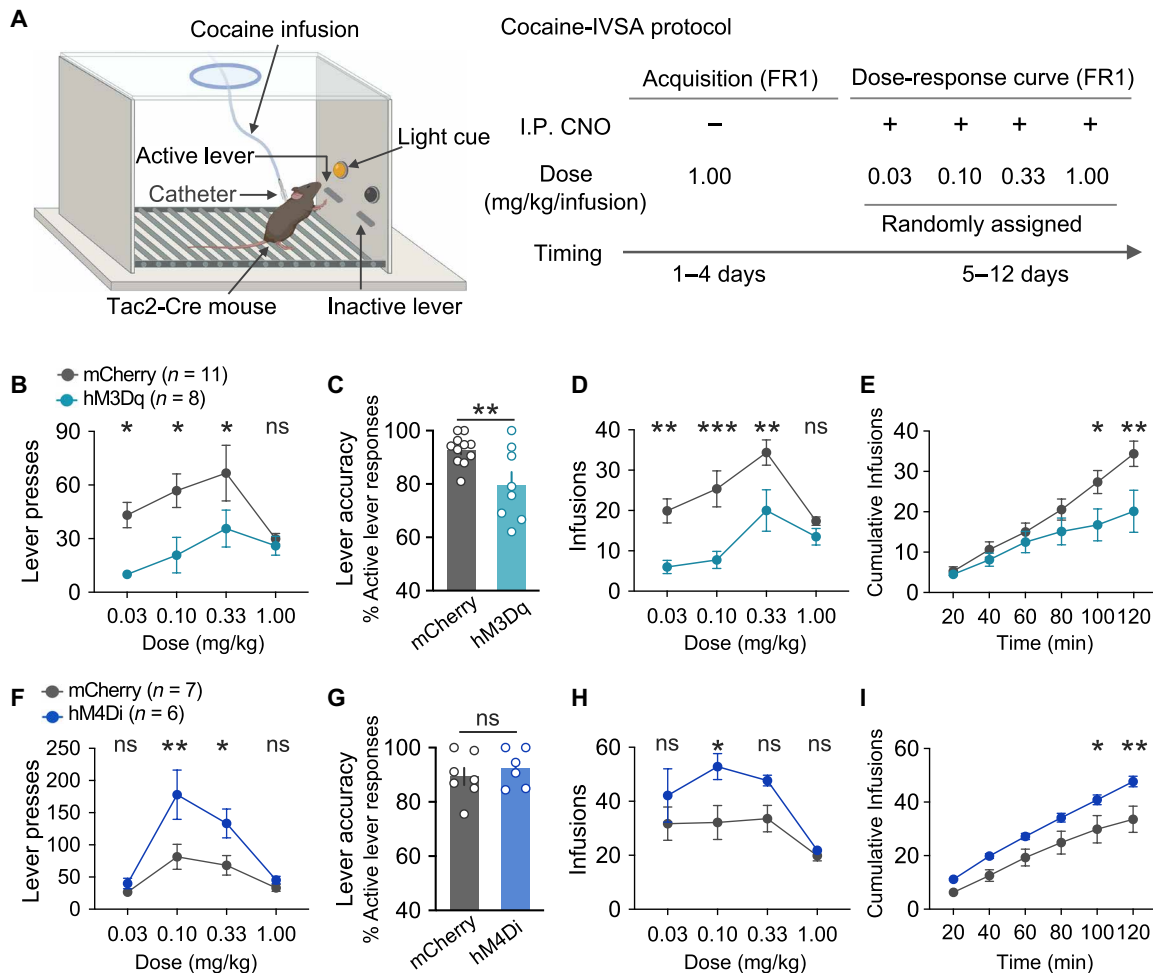 A
Cocaine infusion
Active lever
Catheter
Light cue
Tac2-Cre mouse
Inactive lever
Cocaine-IVSA protocol
Acquisition (FR1)
Dose-response curve (FR1)
I.P. CNO
– + + + +
Dose
(mg/kg/infusion)
1.00 0.03 0.10 0.33 1.00
Randomly assigned
Timing
1–4 days
5–12 days
B
mCherry (n = 11)
hM3Dq (n = 8)
* * * ns
Lever presses
90
60
30
0
0.03 0.10 0.33 1.00
Dose (mg/kg)
C
**
Lever accuracy
% Active lever responses
100
80
60
40
mCherry
hM3Dq
D
** *** ** ns
Infusions
40
30
20
10
0
0.03 0.10 0.33 1.00
Dose (mg/kg)
E
* **
Cumulative Infusions
40
30
20
10
0
20 40 60 80 100 120
Time (min)
F
mCherry (n = 7)
hM4Di (n = 6)
ns ** * ns
Lever presses
250
200
150
100
50
0
0.03 0.10 0.33 1.00
Dose (mg/kg)
G
ns
Lever accuracy
% Active lever responses
100
80
60
40
mCherry
hM4Di
H
ns * ns ns
Infusions
60
40
20
0
0.03 0.10 0.33 1.00
Dose (mg/kg)
I
* **
Cumulative Infusions
60
40
20
0
20 40 60 80 100 120
Time (min)